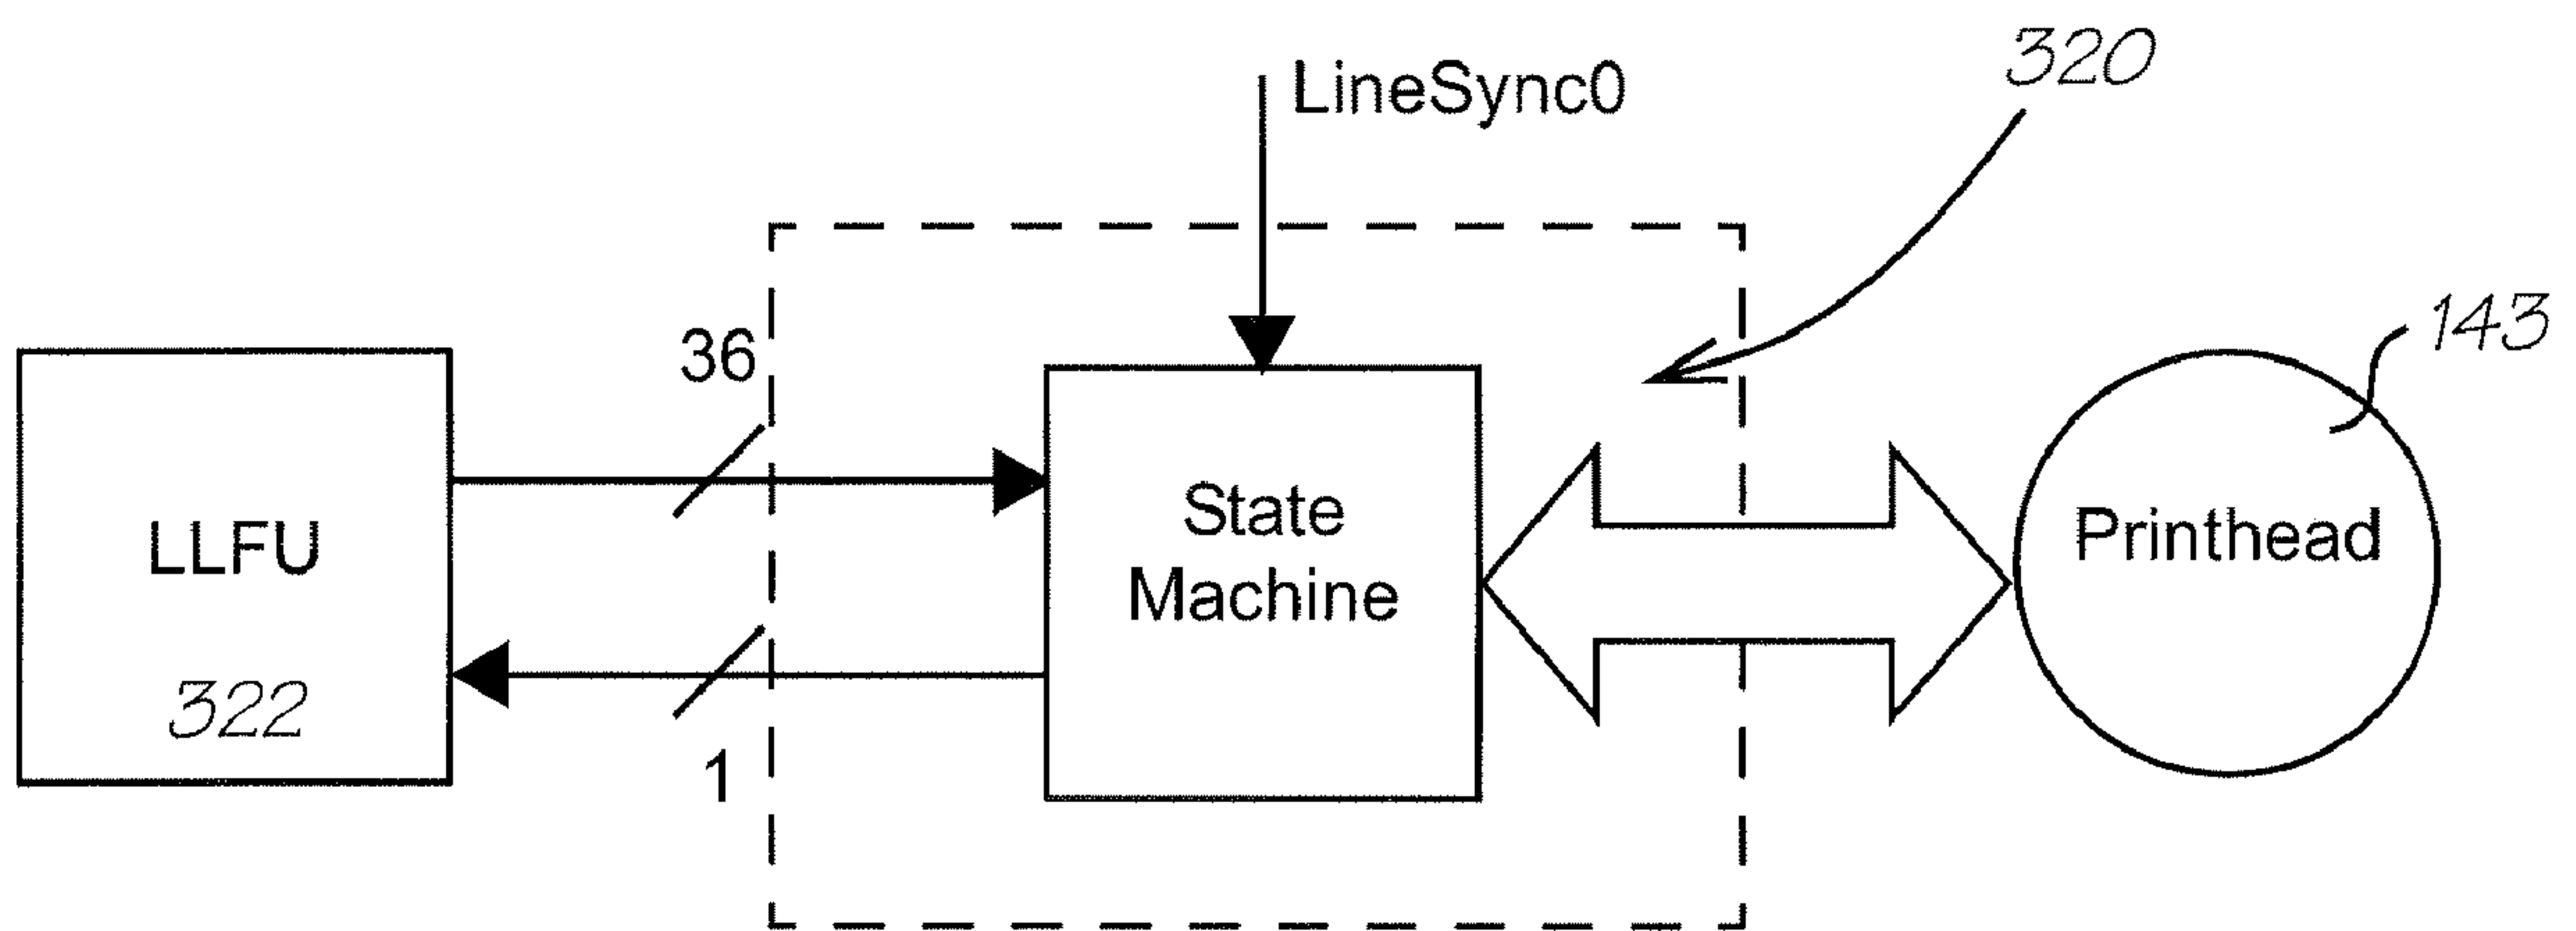 LineSync0
320
143
36
LLFU
322
1
State
Machine
Printhead